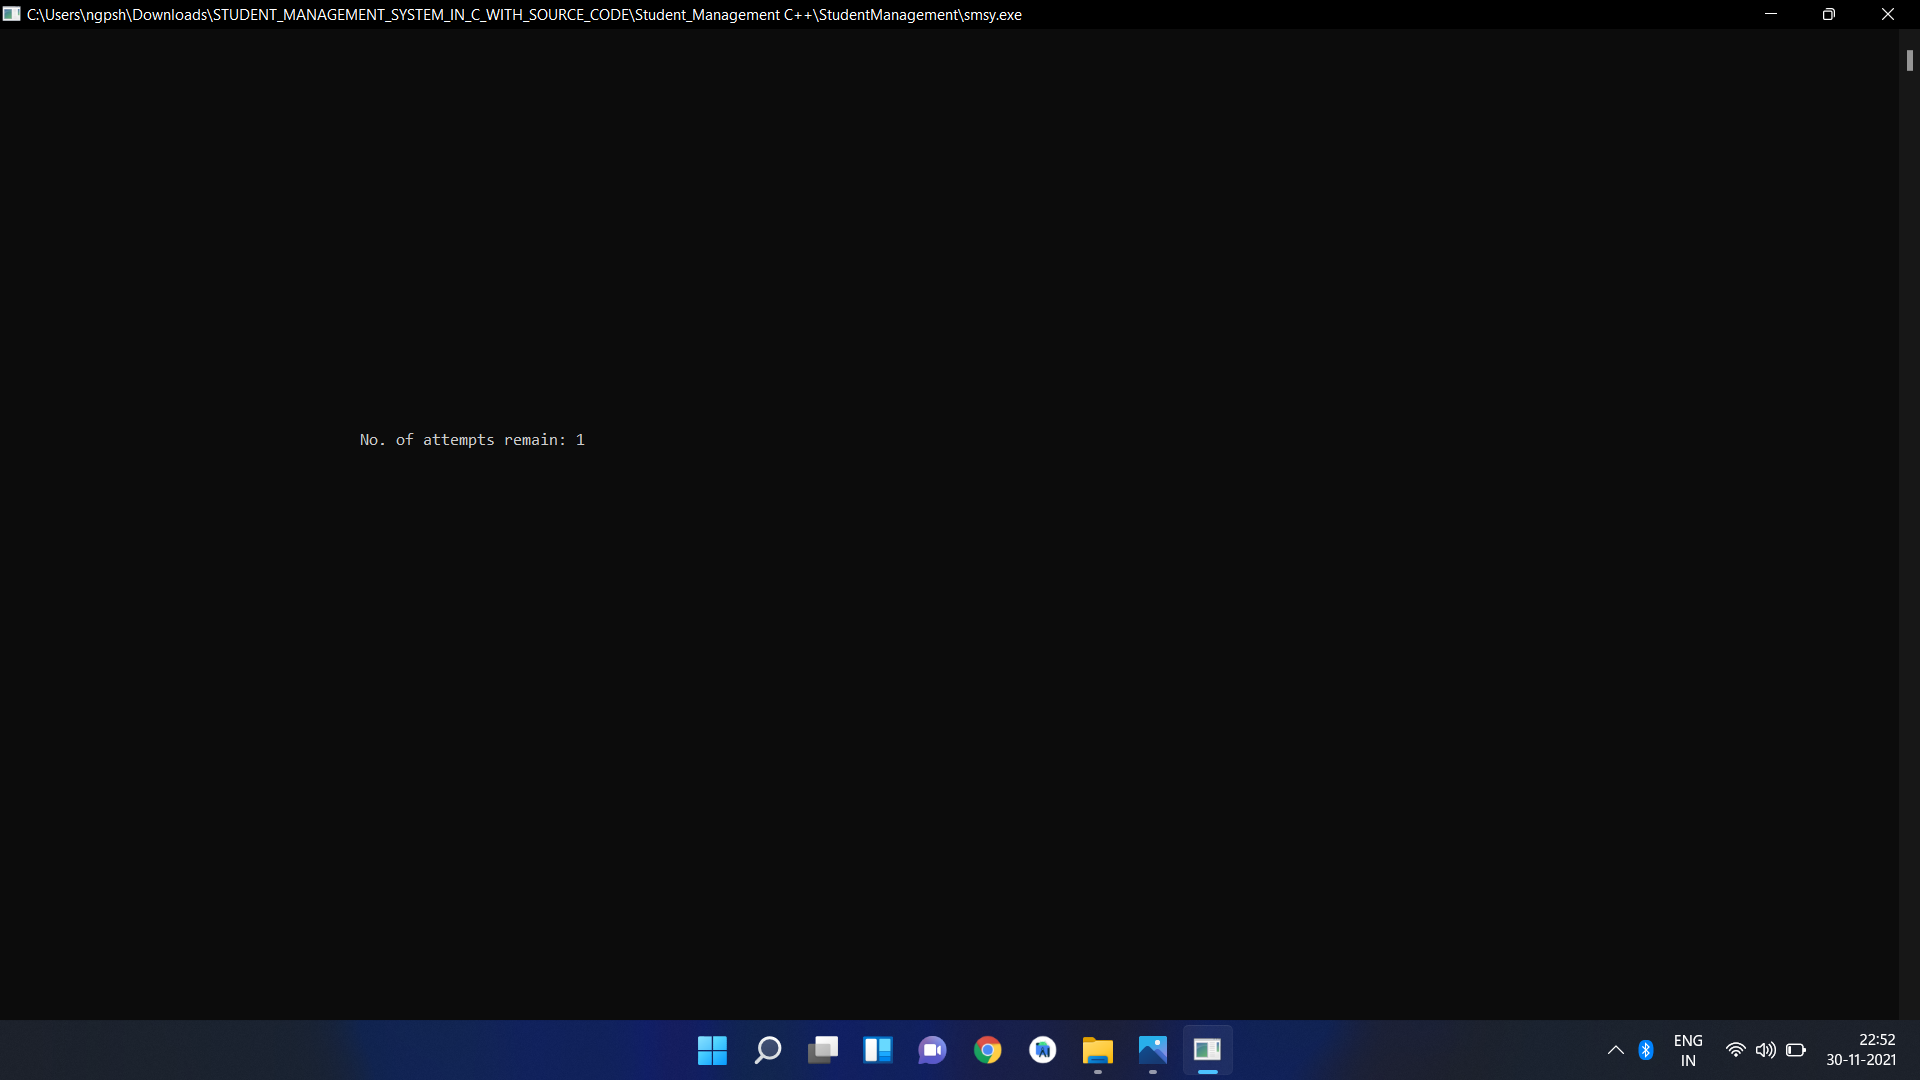 C:\Users\ngpsh\Downloads\STUDENT_MANAGEMENT_SYSTEM_IN_C_WITH_SOURCE_CODE\Student_Management C++\StudentManagement\smsy.exe
No. of attempts remain: 1
ENG
IN
22:52
30-11-2021